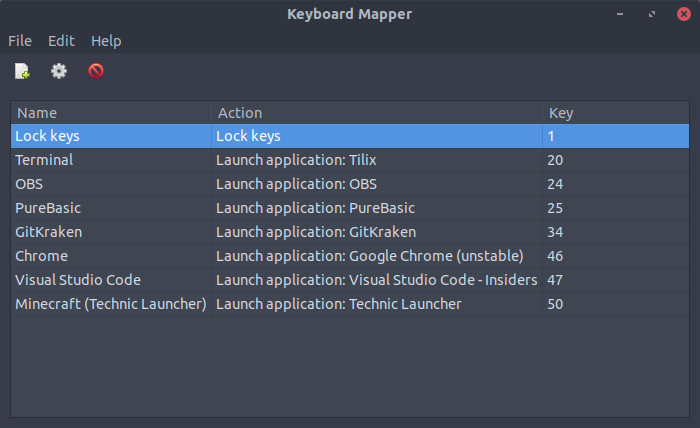 Keyboard Mapper
File Edit Help
Name Action Key
Lock keys Lock keys 1
Terminal Launch application: Tilix 20
OBS Launch application: OBS 24
PureBasic Launch application: PureBasic 25
GitKraken Launch application: GitKraken 34
Chrome Launch application: Google Chrome (unstable) 46
Visual Studio Code Launch application: Visual Studio Code - Insiders 47
Minecraft (Technic Launcher) Launch application: Technic Launcher 50